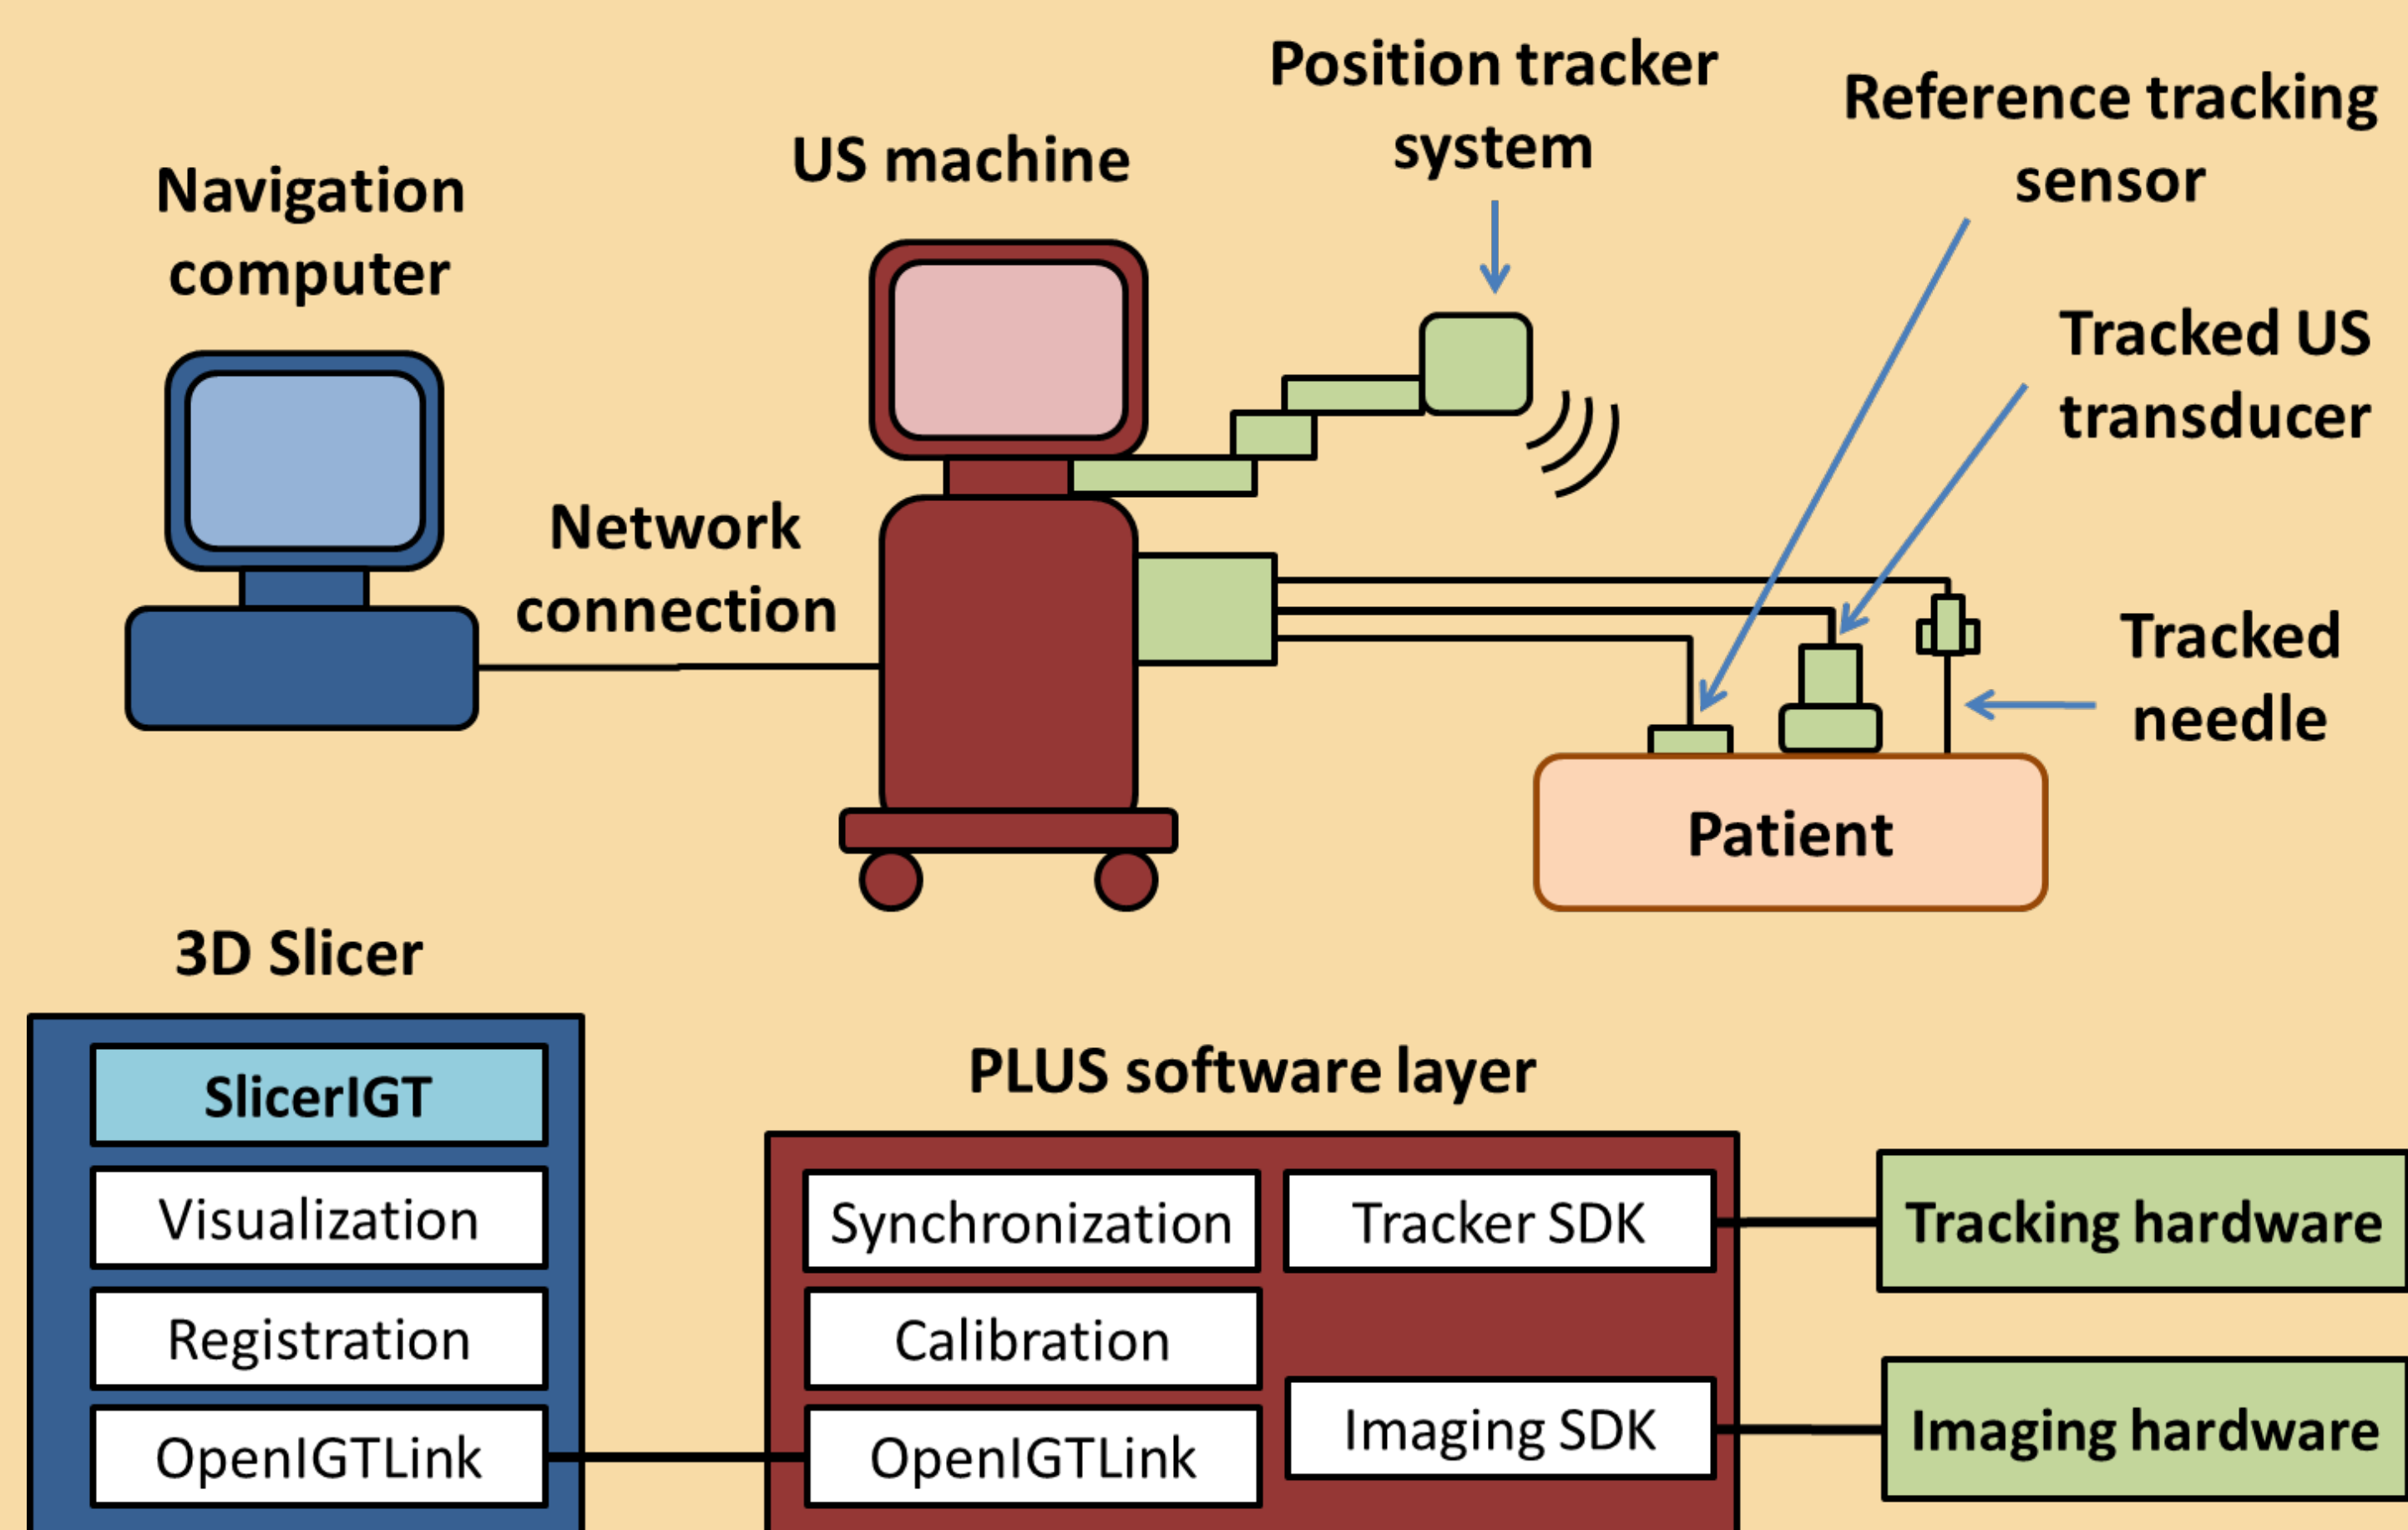 Position tracker
system
Reference tracking
sensor
US machine
Navigation
computer
Tracked US
transducer
Network
connection
Tracked
needle
Patient
3D Slicer
SlicerIGT
Visualization
Registration
OpenIGTLink
PLUS software layer
Synchronization
Tracker SDK
Calibration
Imaging SDK
OpenIGTLink
Tracking hardware
Imaging hardware